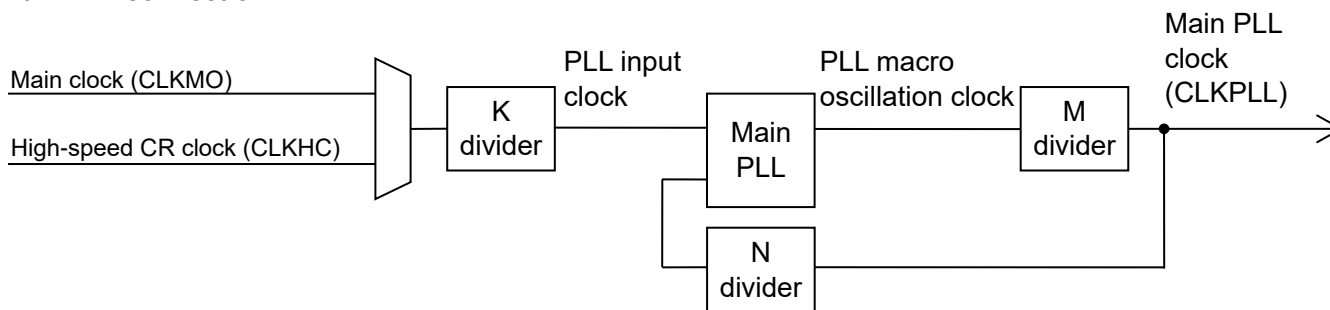 Main clock (CLKMO)
High-speed CR clock (CLKHC)
K
divider
PLL input
clock
Main
PLL
PLL macro
oscillation clock
M
divider
Main PLL
clock
(CLKPLL)
N
divider